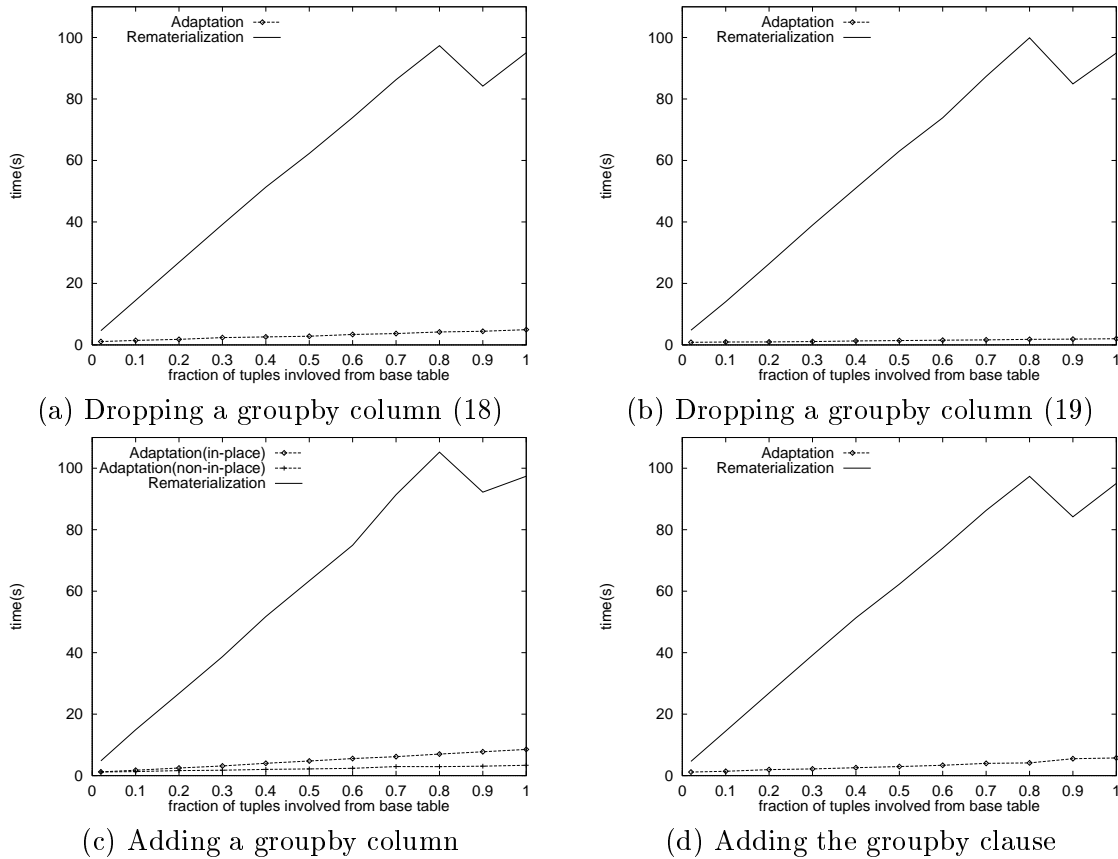 Adaptation
Rematerialization
100
80
60
40
20
0
time(s)
0 0.1 0.2 0.3 0.4 0.5 0.6 0.7 0.8 0.9 1
fraction of tuples invloved from base table
(a) Dropping a groupby column (18)
Adaptation
Rematerialization
100
80
60
40
20
0
time(s)
0 0.1 0.2 0.3 0.4 0.5 0.6 0.7 0.8 0.9 1
fraction of tuples invloved from base table
(b) Dropping a groupby column (19)
Adaptation(in-place)
Adaptation(non-in-place)
Rematerialization
100
80
60
40
20
0
time(s)
0 0.1 0.2 0.3 0.4 0.5 0.6 0.7 0.8 0.9 1
fraction of tuples invloved from base table
(c) Adding a groupby column
Adaptation
Rematerialization
100
80
60
40
20
0
time(s)
0 0.1 0.2 0.3 0.4 0.5 0.6 0.7 0.8 0.9 1
fraction of tuples invloved from base table
(d) Adding the groupby clause